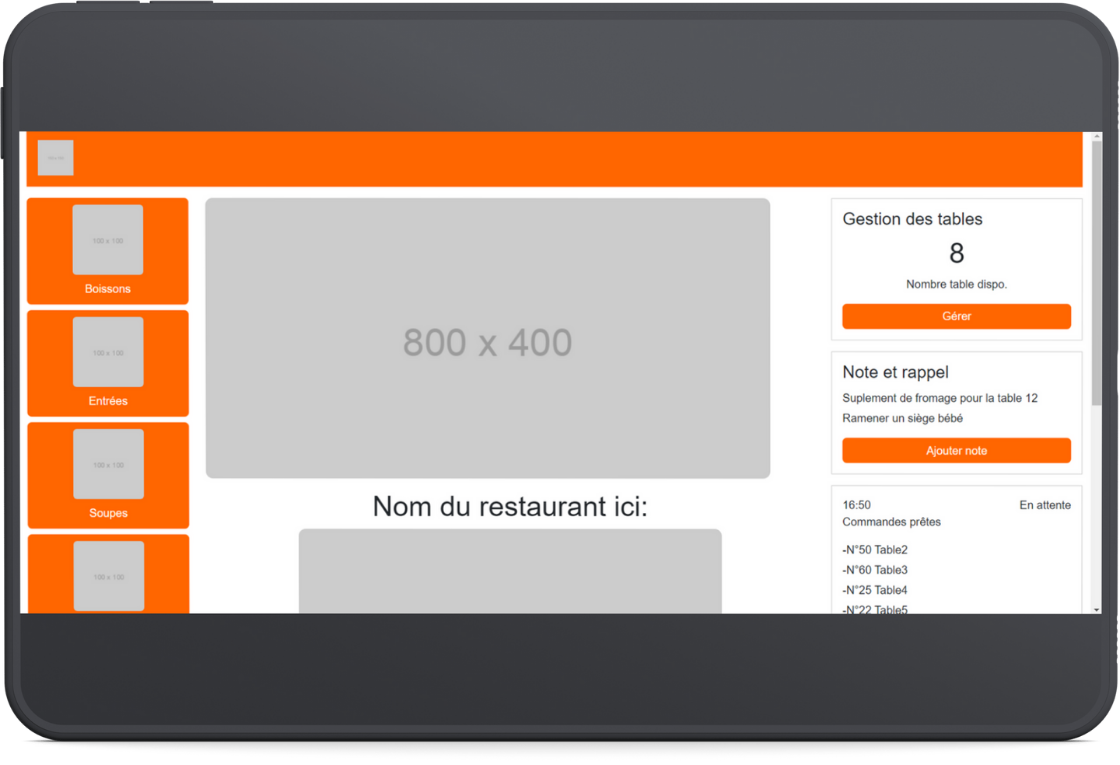 100 x 100
Boissons
100 x 100
Entrées
100 x 100
Soupes
100 x 100
800 x 400
Nom du restaurant ici:
Gestion des tables
8
Nombre table dispo.
Gérer
Note et rappel
Suplement de fromage pour la table 12
Ramener un siège bébé
Ajouter note
16:50 En attente
Commandes prêtes
-N°50 Table2
-N°60 Table3
-N°25 Table4
-N°22 Table5